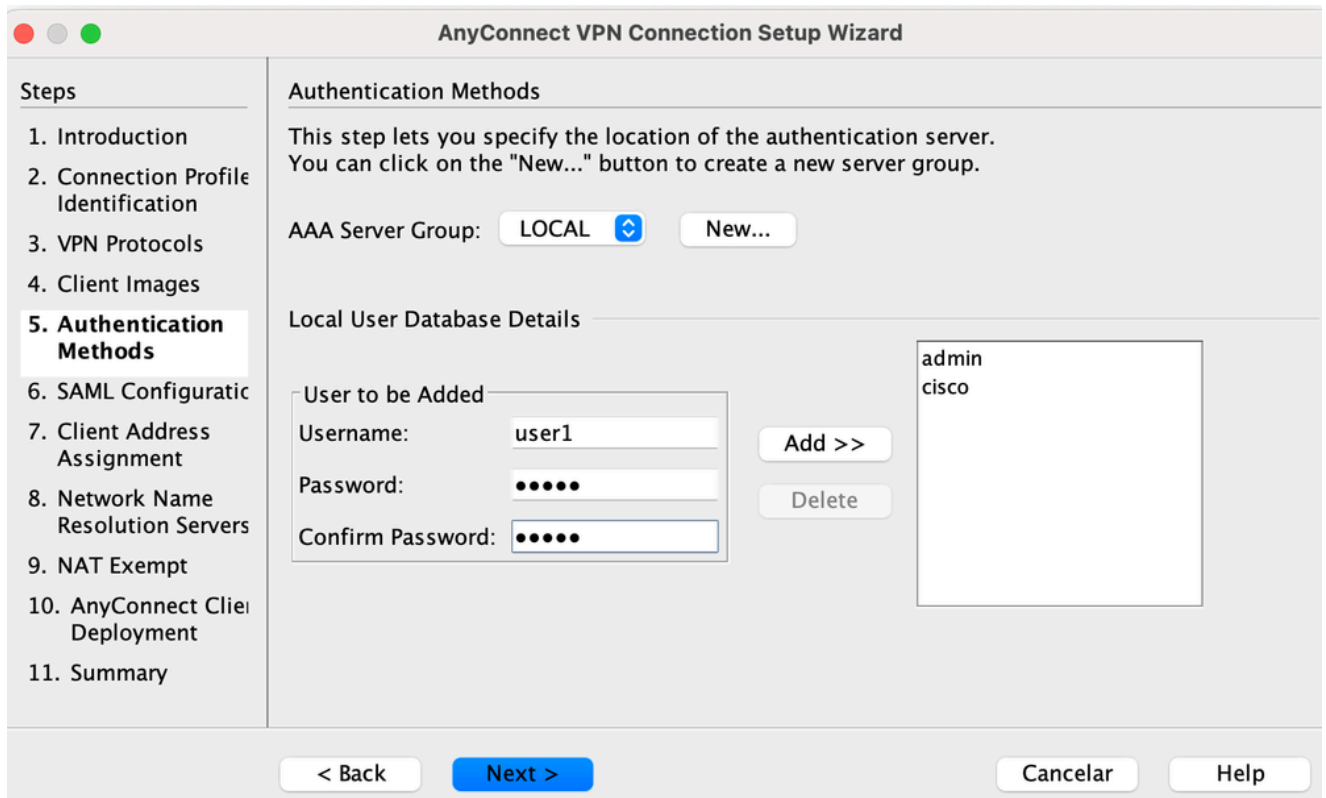 AnyConnect VPN Connection Setup Wizard
Steps
1. Introduction
2. Connection Profile
Identification
3. VPN Protocols
4. Client Images
5. Authentication
Methods
6. SAML Configuratio
7. Client Address
Assignment
8. Network Name
Resolution Servers
9. NAT Exempt
10. AnyConnect Clie
Deployment
11. Summary
Authentication Methods
This step lets you specify the location of the authentication server.
You can click on the "New..." button to create a new server group.
AAA Server Group: LOCAL New...
Local User Database Details
User to be Added
Username: user1
Password: •••••
Confirm Password: •••••
Add >>
Delete
admin
cisco
< Back Next > Cancelar Help